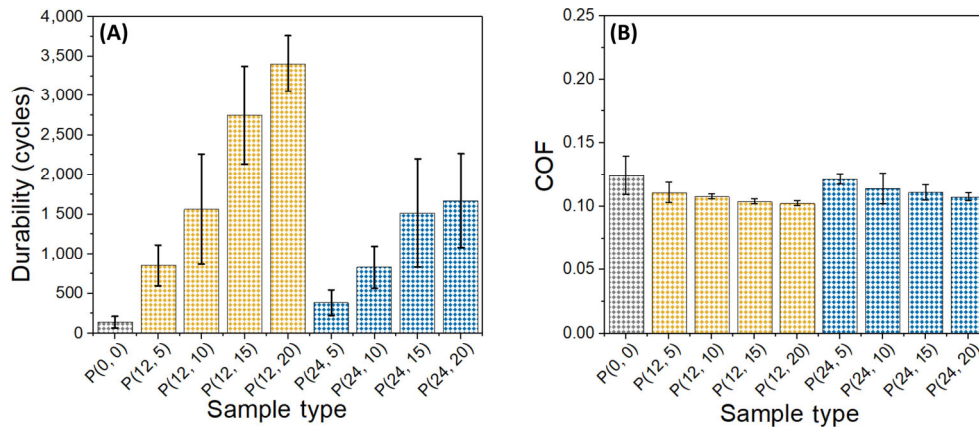 (A)
Durability (cycles)
4,000
3,500
3,000
2,500
2,000
1,500
1,000
500
0
P(0, 0)
P(12, 5)
P(12, 10)
P(12, 15)
P(12, 20)
P(24, 5)
P(24, 10)
P(24, 15)
P(24, 20)
Sample type
(B)
COF
0.25
0.20
0.15
0.10
0.05
0.00
P(0, 0)
P(12, 5)
P(12, 10)
P(12, 15)
P(12, 20)
P(24, 5)
P(24, 10)
P(24, 15)
P(24, 20)
Sample type